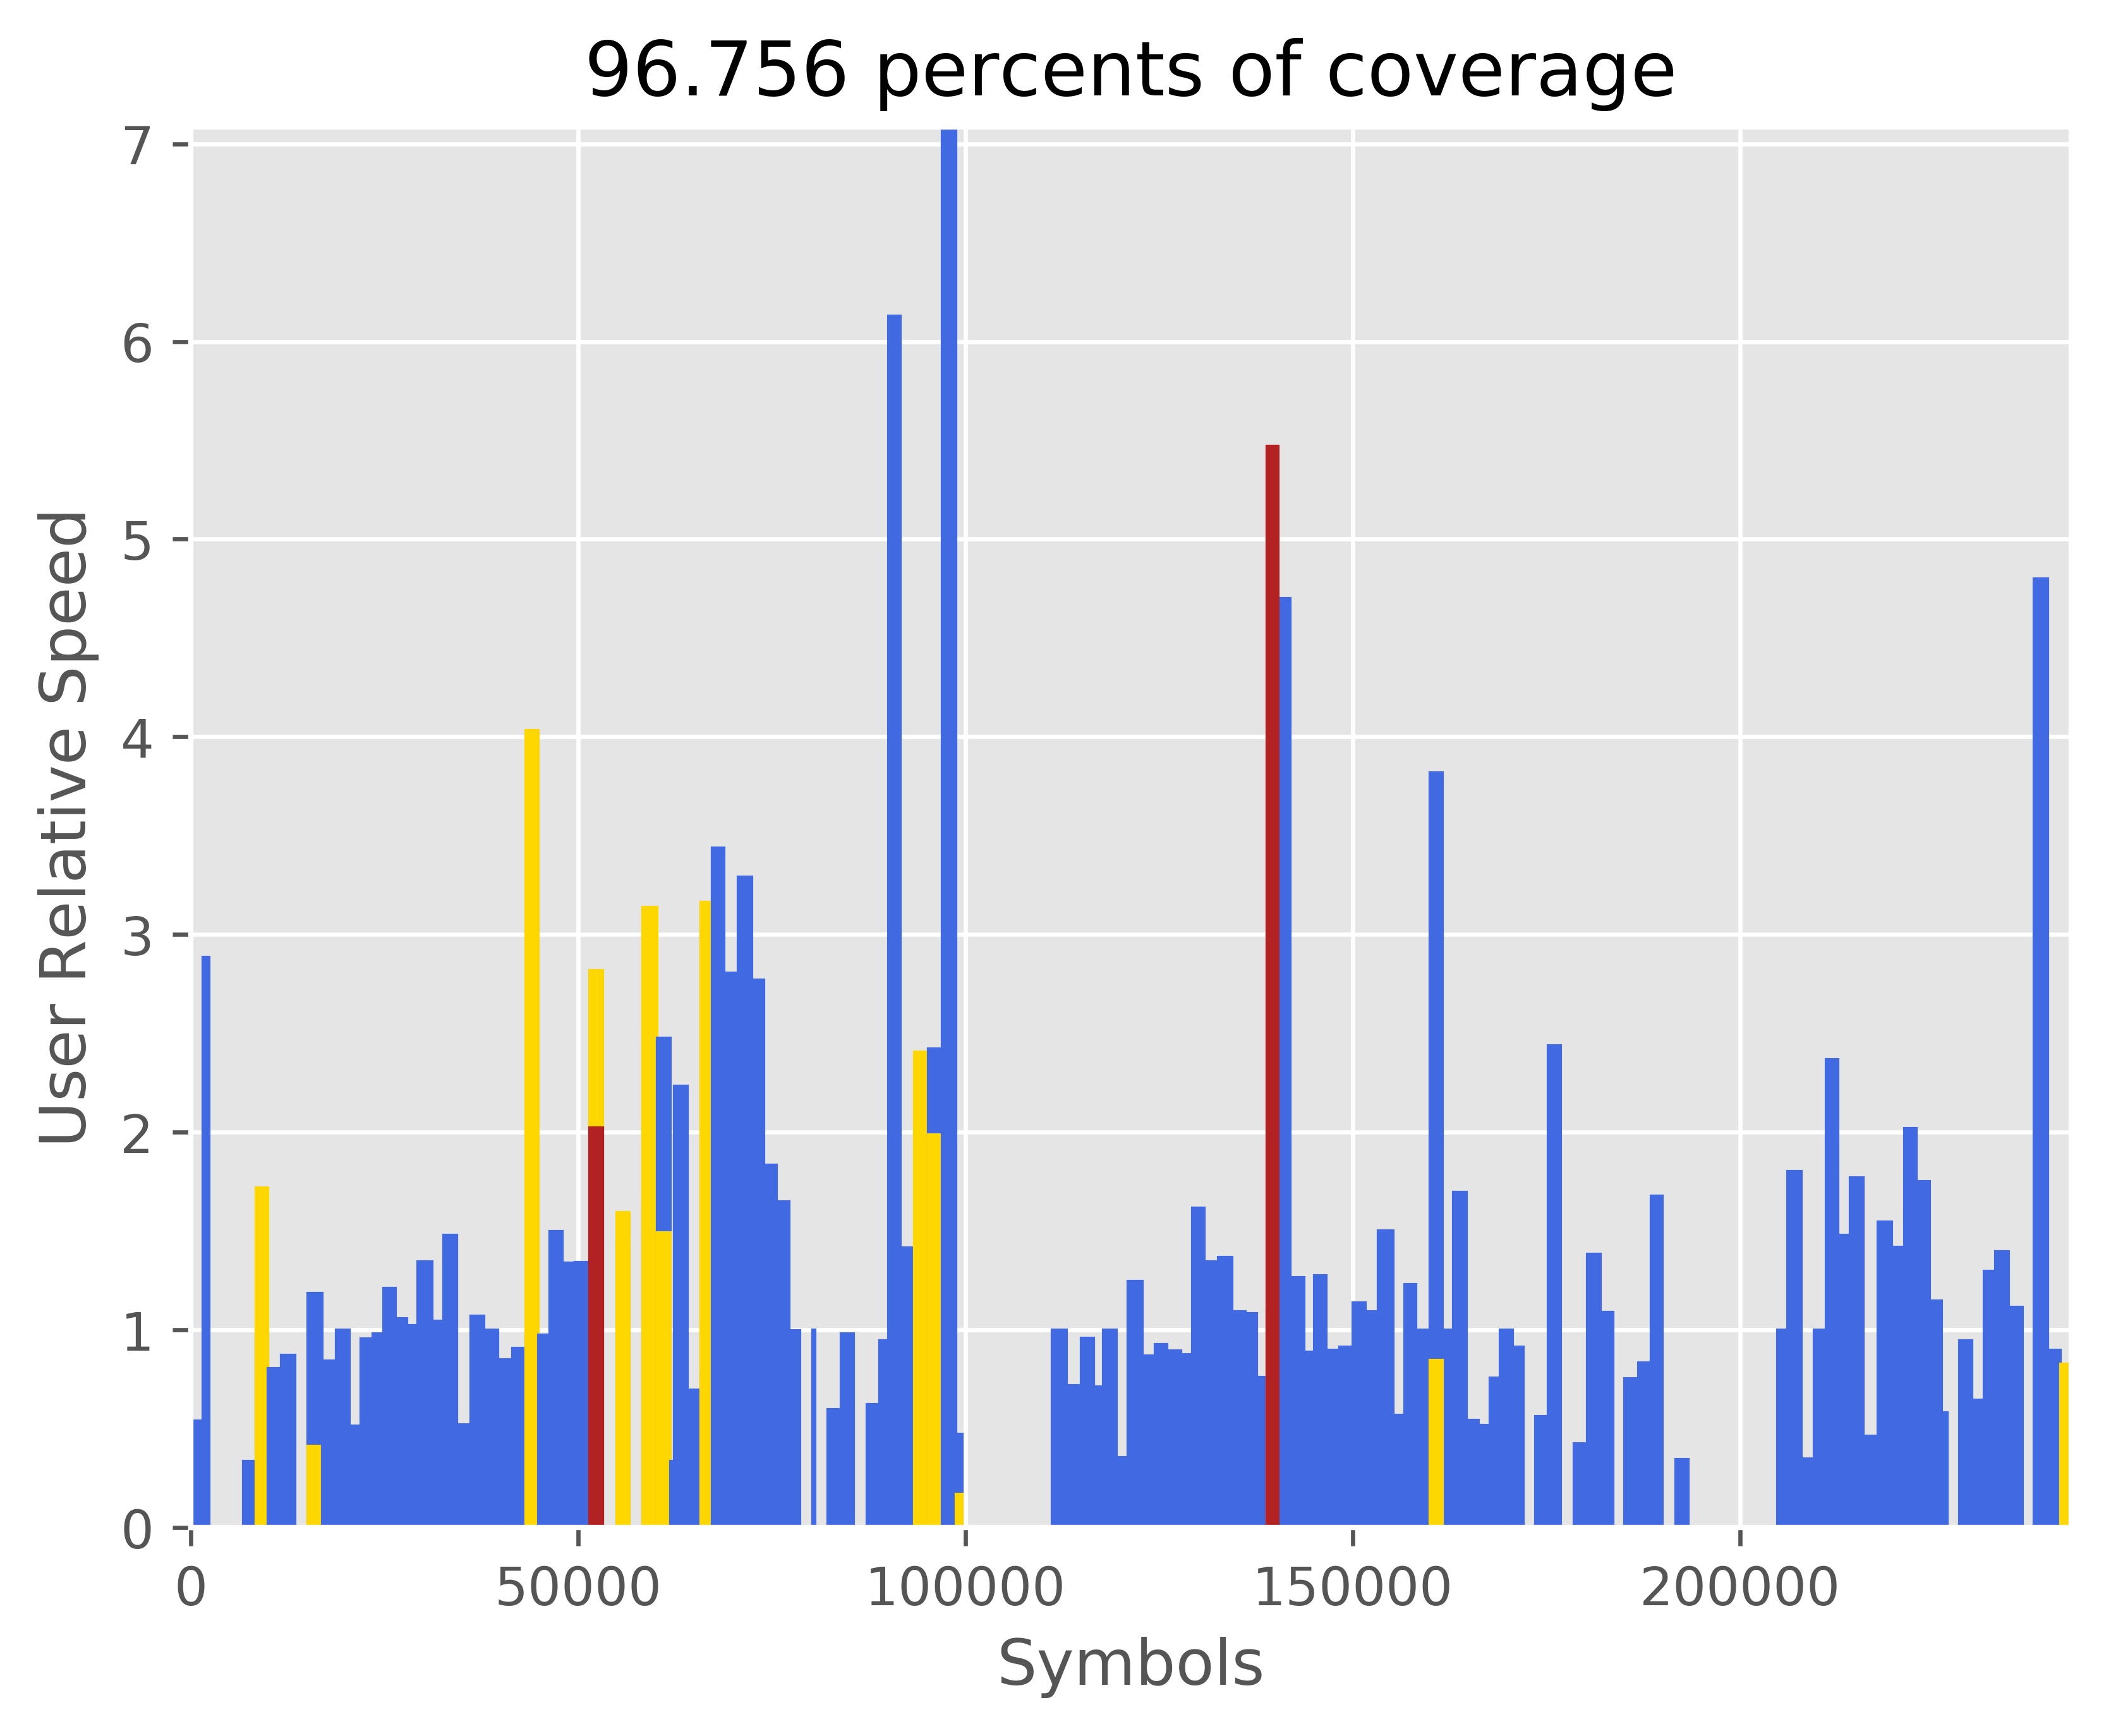 96.756 percents of coverage
User Relative Speed
7
6
5
4
3
2
1
0
0 50000 100000 150000 200000
Symbols